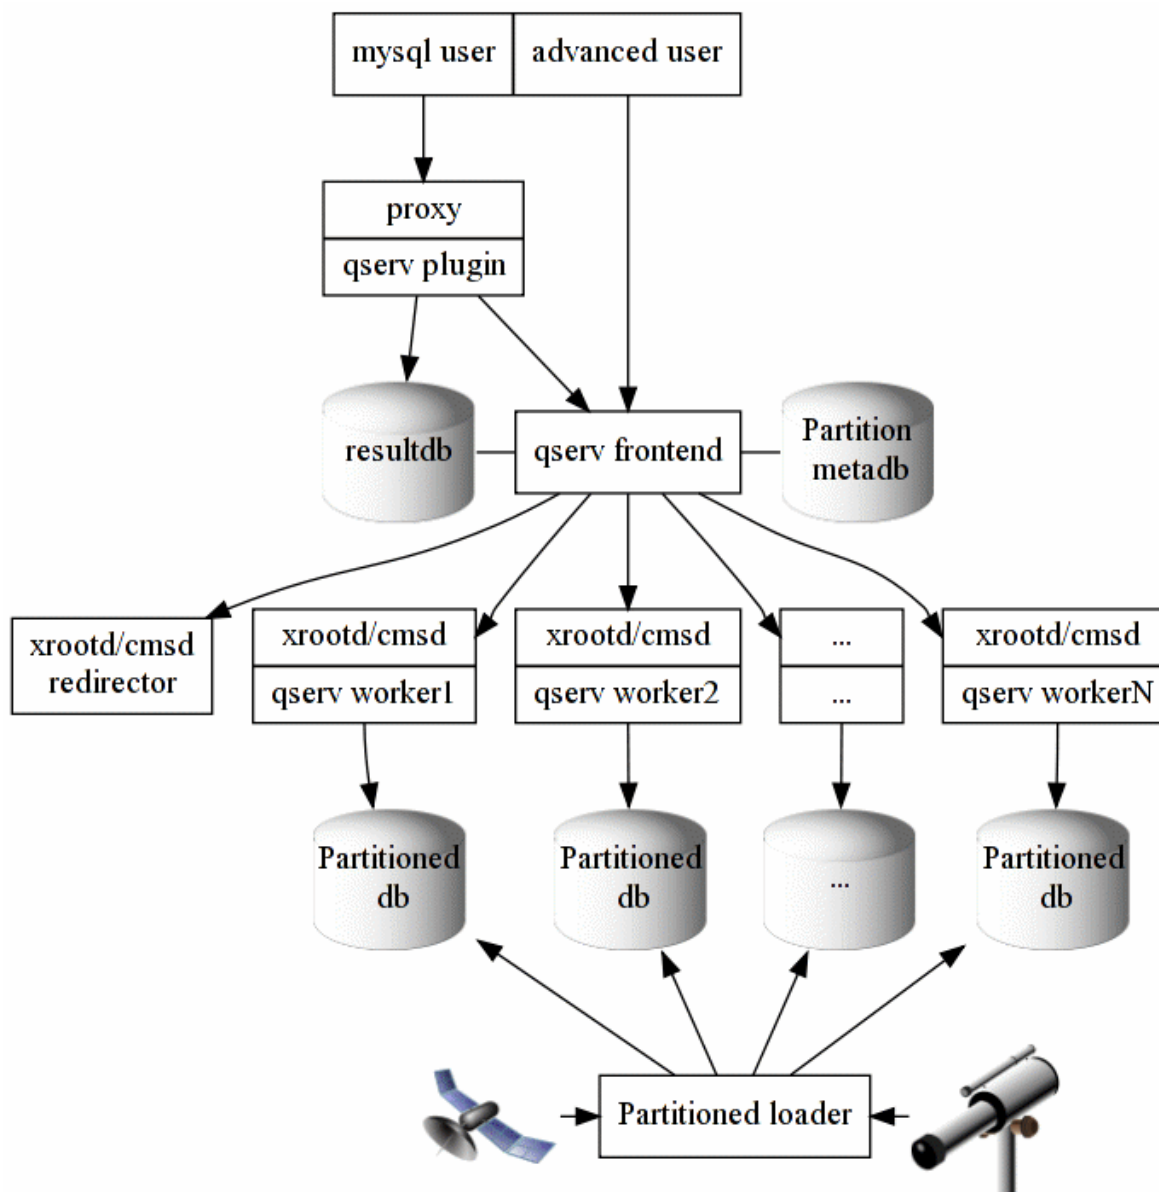 mysql user
advanced user
proxy
qserv plugin
resultdb
qserv frontend
Partition
metadb
xrootd/cmsd
redirector
xrootd/cmsd
qserv worker1
xrootd/cmsd
qserv worker2
...
...
xrootd/cmsd
qserv workerN
Partitioned
db
Partitioned
db
...
Partitioned
db
Partitioned loader